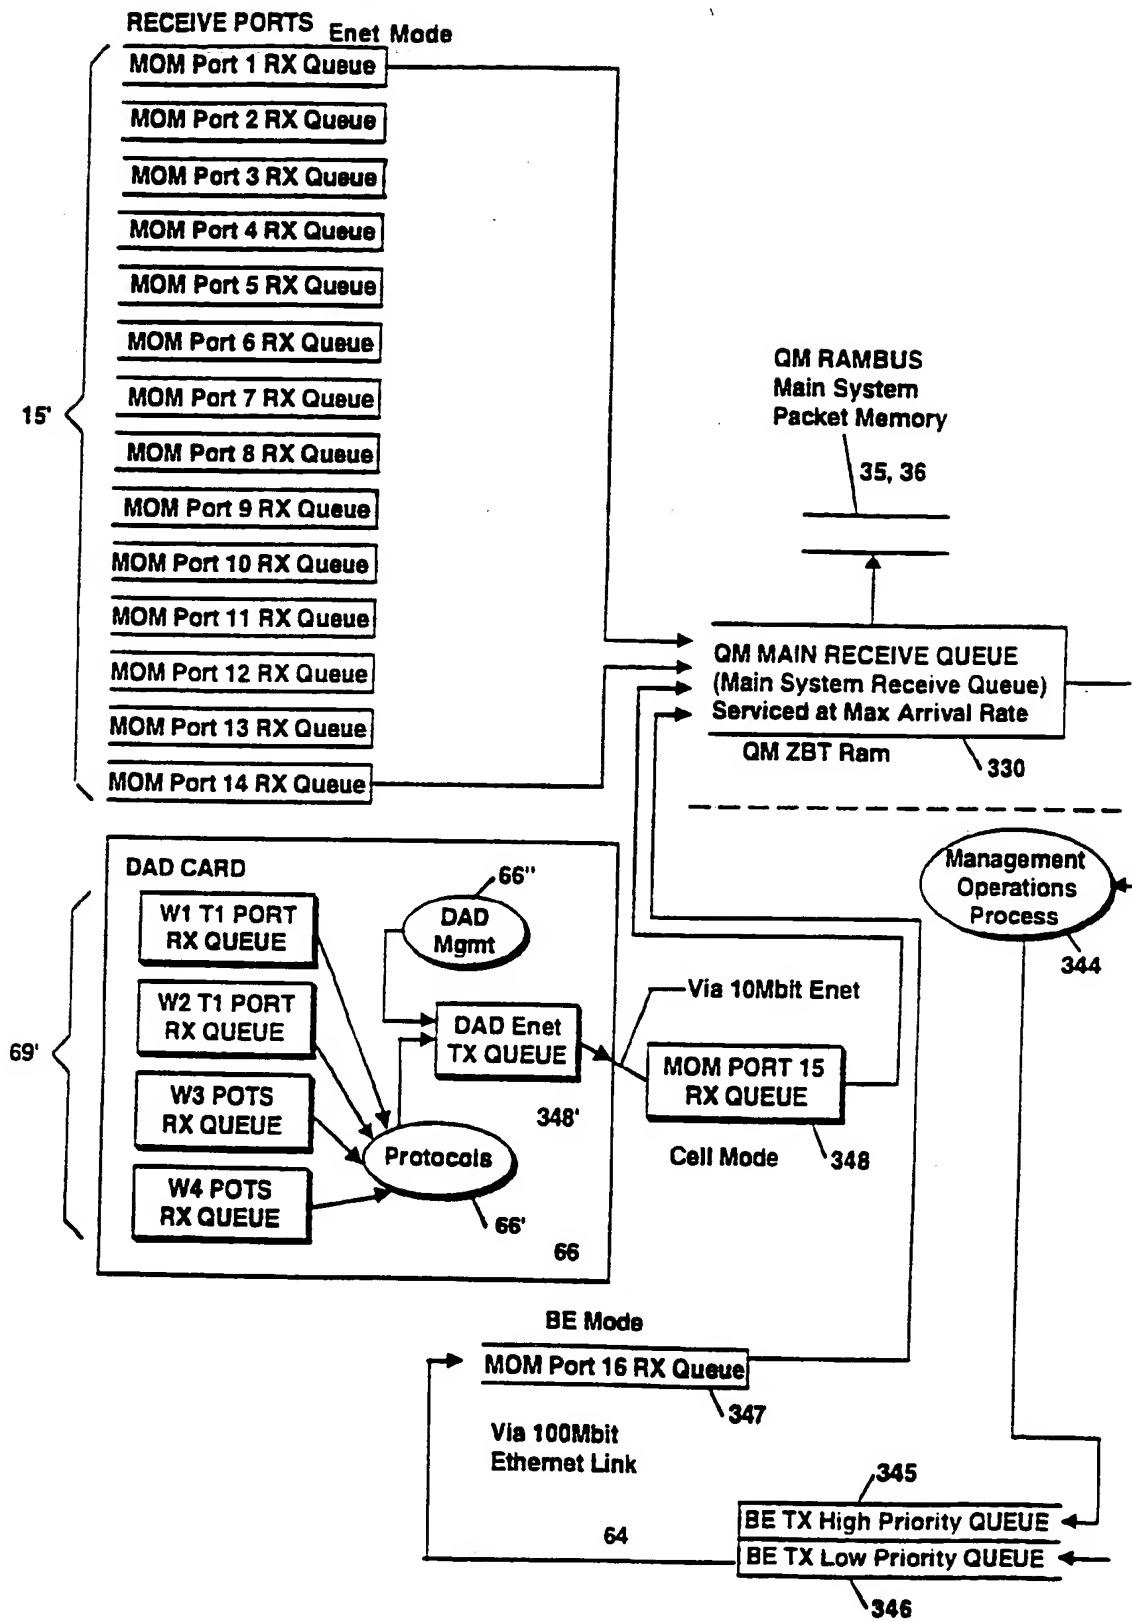 RECEIVE PORTS
Enet Mode
MOM Port 1 RX Queue
MOM Port 2 RX Queue
MOM Port 3 RX Queue
MOM Port 4 RX Queue
MOM Port 5 RX Queue
MOM Port 6 RX Queue
MOM Port 7 RX Queue
MOM Port 8 RX Queue
MOM Port 9 RX Queue
MOM Port 10 RX Queue
MOM Port 11 RX Queue
MOM Port 12 RX Queue
MOM Port 13 RX Queue
MOM Port 14 RX Queue
15'
QM RAMBUS
Main System
Packet Memory
35, 36
QM MAIN RECEIVE QUEUE
(Main System Receive Queue)
Serviced at Max Arrival Rate
QM ZBT Ram
330
Management
Operations
Process
344
DAD CARD
66"
W1 T1 PORT
RX QUEUE
DAD
Mgmt
W2 T1 PORT
RX QUEUE
DAD Enet
TX QUEUE
Via 10Mbit Enet
69'
W3 POTS
RX QUEUE
348'
MOM PORT 15
RX QUEUE
Cell Mode
348
Protocols
W4 POTS
RX QUEUE
66'
66
BE Mode
MOM Port 16 RX Queue
347
Via 100Mbit
Ethernet Link
345
BE TX High Priority QUEUE
64
BE TX Low Priority QUEUE
346